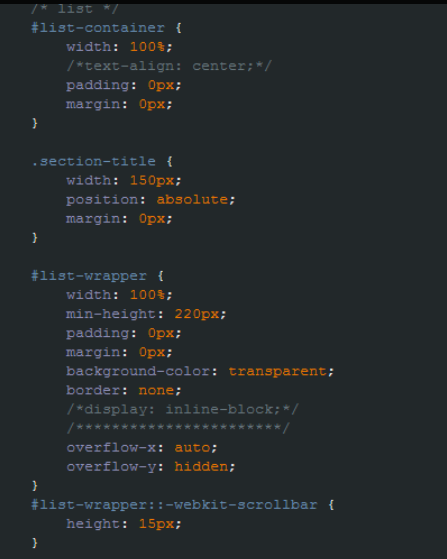 /* list */
#list-container {
    width: 100%;
    /*text-align: center;*/
    padding: 0px;
    margin: 0px;
}

.section-title {
    width: 150px;
    position: absolute;
    margin: 0px;
}

#list-wrapper {
    width: 100%;
    min-height: 220px;
    padding: 0px;
    margin: 0px;
    background-color: transparent;
    border: none;
    /*display: inline-block;*/
    /***********************/
    overflow-x: auto;
    overflow-y: hidden;
}
#list-wrapper::-webkit-scrollbar {
    height: 15px;
}